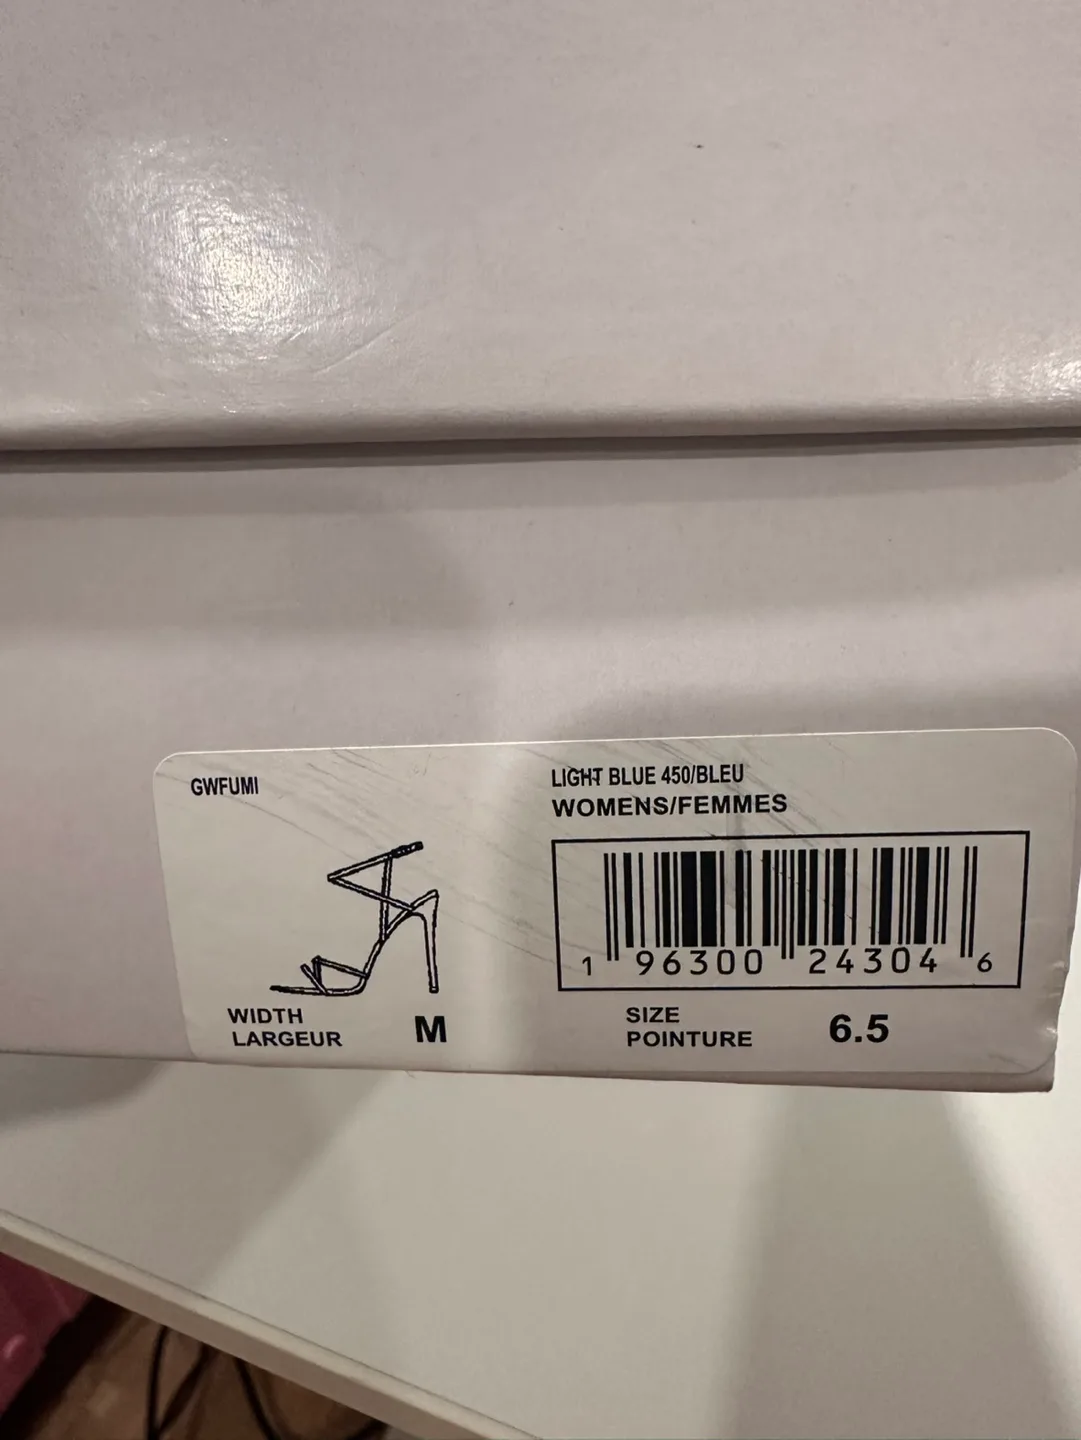 GWFUMI
LIGHT BLUE 450/BLEU
WOMENS/FEMMES
1 96300 24304 6
WIDTH
LARGEUR
M
SIZE
POINTURE
6.5